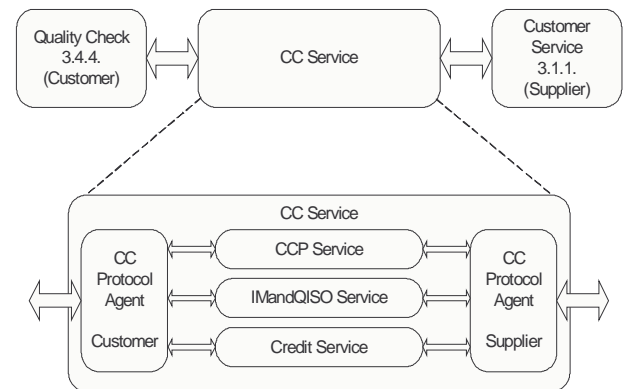 Quality Check
3.4.4.
(Customer)
CC Service
Customer
Service
3.1.1.
(Supplier)
CC Service
CC
Protocol
Agent
Customer
CCP Service
IMandQISO Service
Credit Service
CC
Protocol
Agent
Supplier